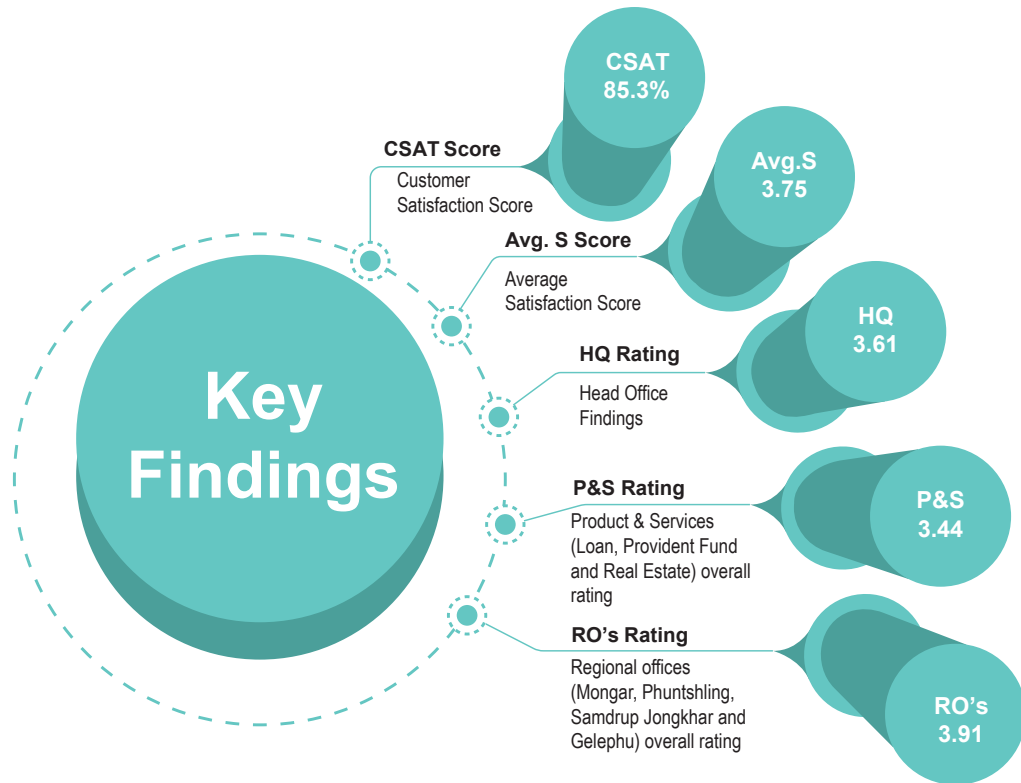 Key
Findings
CSAT Score
Customer
Satisfaction Score
CSAT
85.3%
Avg. S Score
Average
Satisfaction Score
Avg.S
3.75
HQ Rating
Head Office
Findings
HQ
3.61
P&S Rating
Product & Services
(Loan, Provident Fund
and Real Estate) overall
rating
P&S
3.44
RO's Rating
Regional offices
(Mongar, Phuntshling,
Samdrup Jongkhar and
Gelephu) overall rating
RO's
3.91